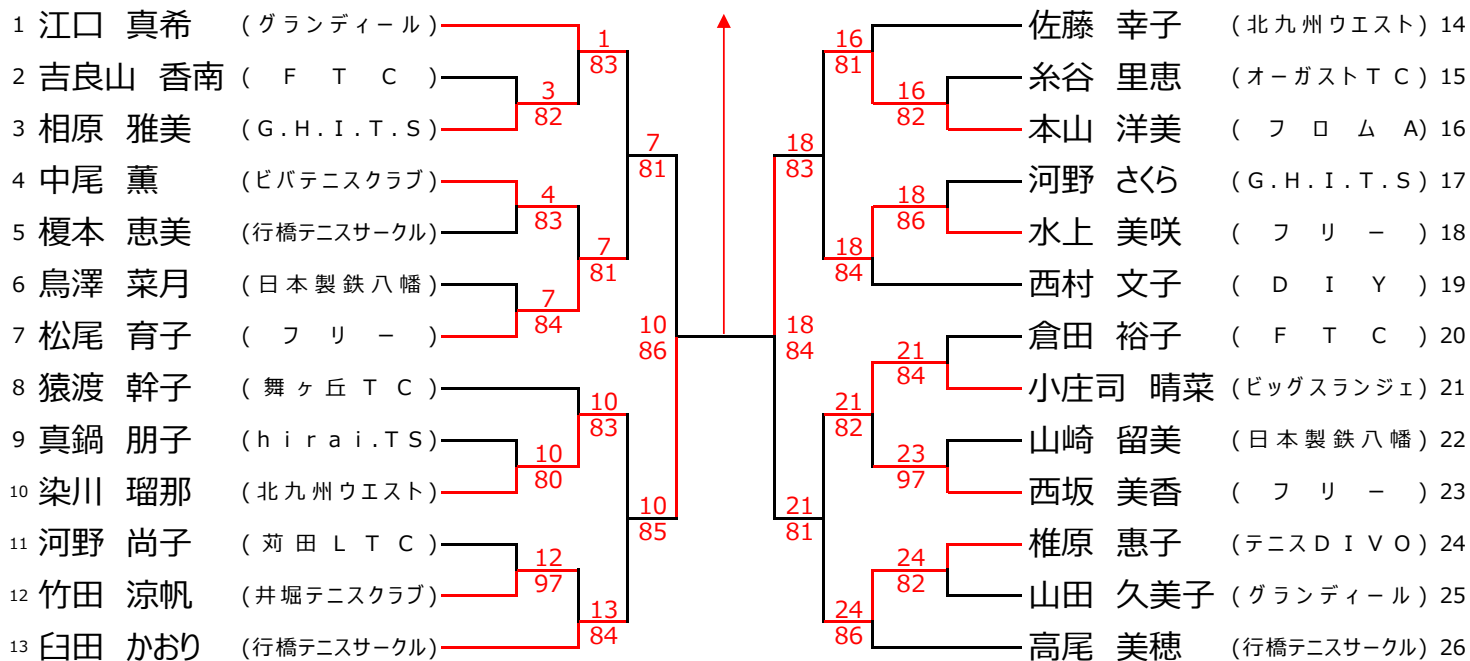 1 江口 真希 (グランディール)
2 吉良山 香南 (FTC)
3 相原 雅美 (G.H.I.T.S)
4 中尾 薫 (ビバテニスクラブ)
5 榎本 恵美 (行橋テニスサークル)
6 鳥澤 菜月 (日本製鉄八幡)
7 松尾 育子 (フリー)
8 猿渡 幹子 (舞ヶ丘TC)
9 真鍋 朋子 (hirai.TS)
10 染川 瑠那 (北九州ウエスト)
11 河野 尚子 (苅田LTC)
12 竹田 涼帆 (井堀テニスクラブ)
13 臼田 かおり (行橋テニスサークル)
3
82
4
83
7
84
10
80
12
97
1
83
7
81
10
83
13
84
7
81
10
85
10
86
18
84
18
83
21
81
16
81
18
84
21
82
24
86
16
82
18
86
21
84
23
97
24
82
佐藤 幸子 (北九州ウエスト) 14
糸谷 里恵 (オーガストTC) 15
本山 洋美 (フロムA) 16
河野 さくら (G.H.I.T.S) 17
水上 美咲 (フリー) 18
西村 文子 (DIY) 19
倉田 裕子 (FTC) 20
小庄司 晴菜 (ビッグスランジェ) 21
山崎 留美 (日本製鉄八幡) 22
西坂 美香 (フリー) 23
椎原 惠子 (テニスDIVO) 24
山田 久美子 (グランディール) 25
高尾 美穂 (行橋テニスサークル) 26